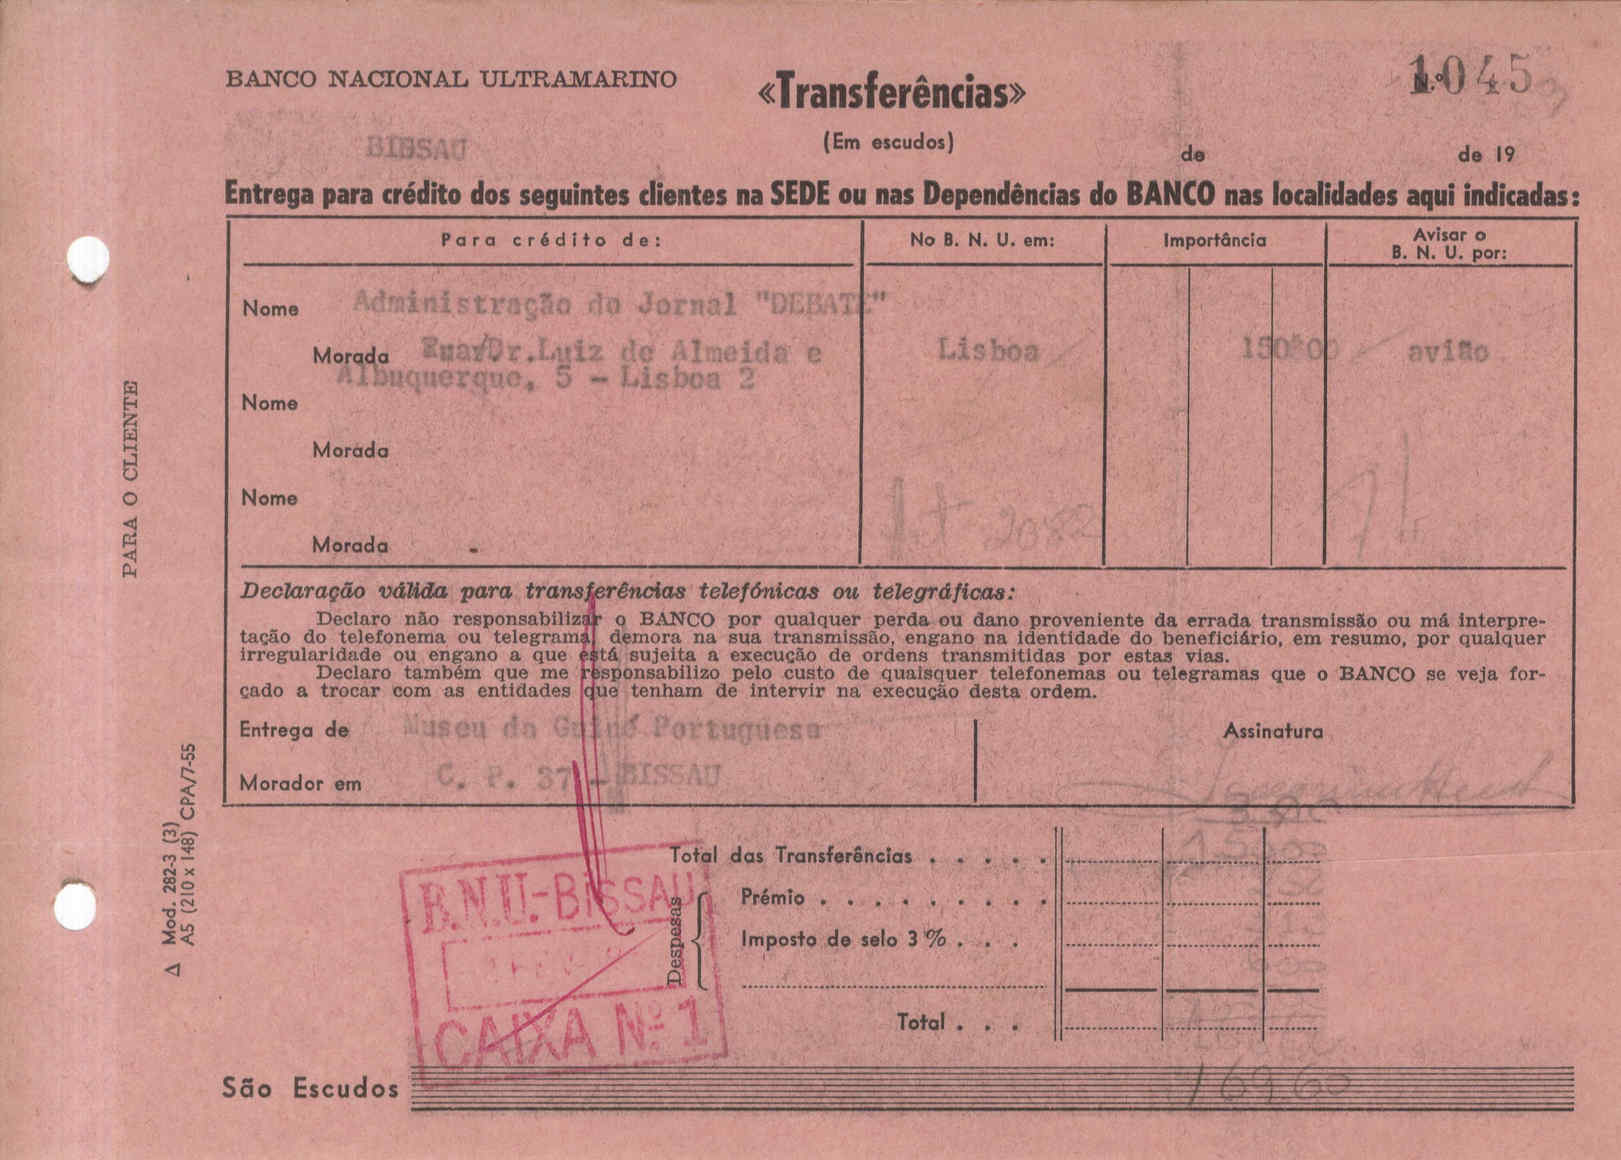 BANCO NACIONAL ULTRAMARINO
«Transferências»
N.º 1045
(Em escudos)
BISSAU
de de 19
Entrega para crédito dos seguintes clientes na SEDE ou nas Dependências do BANCO nas localidades aqui indicadas:
Para crédito de: No B. N. U. em: Importância Avisar o
B. N. U. por:
Nome Administração do Jornal "DEBATE"
Morada Rua Dr. Luiz de Almeida e Lisboa 150$00 avião
Albuquerque, 5 - Lisboa 2
Nome
Morada
Nome
2082
Morada
Declaração válida para transferências telefónicas ou telegráficas:
Declaro não responsabilizar o BANCO por qualquer perda ou dano proveniente da errada transmissão ou má interpre-
tação do telefonema ou telegrama, demora na sua transmissão, engano na identidade do beneficiário, em resumo, por qualquer
irregularidade ou engano a que está sujeita a execução de ordens transmitidas por estas vias.
Declaro também que me responsabilizo pelo custo de quaisquer telefonemas ou telegramas que o BANCO se veja for-
çado a trocar com as entidades que tenham de intervir na execução desta ordem.
Entrega de Museu da Guiné Portuguesa Assinatura
Morador em C. P. 37 - BISSAU
Total das Transferências . . . . .
Despesas
Prémio . . . . . . . . .
Imposto de selo 3% . . .
Total . . .
B.N.U.-BISSAU
CAIXA Nº 1
São Escudos 169 60
PARA O CLIENTE
Δ Mod. 282-3 (3)
A5 (210 x 148) CPA/7-55